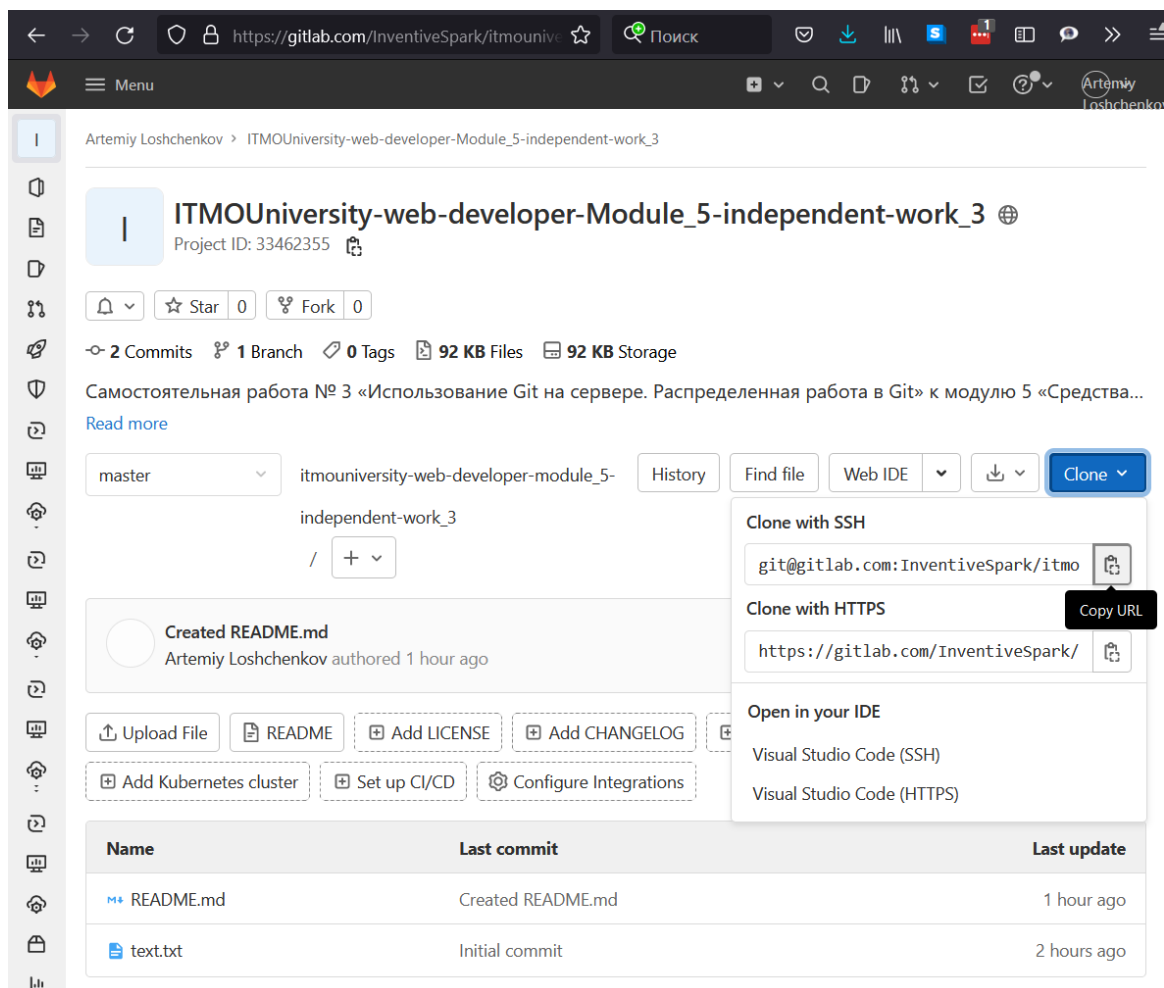 https://gitlab.com/InventiveSpark/itmounive
Поиск
S
1
Menu
Artemiy
Loshchenkov
I
Artemiy Loshchenkov > ITMOUniversity-web-developer-Module_5-independent-work_3
I
ITMOUniversity-web-developer-Module_5-independent-work_3
Project ID: 33462355
Star 0 Fork 0
2 Commits 1 Branch 0 Tags 92 KB Files 92 KB Storage
Самостоятельная работа № 3 «Использование Git на сервере. Распределенная работа в Git» к модулю 5 «Средства...
Read more
master
itmouniversity-web-developer-module_5-
independent-work_3
/ +
History Find file Web IDE Clone
Clone with SSH
git@gitlab.com:InventiveSpark/itmo
Copy URL
Clone with HTTPS
https://gitlab.com/InventiveSpark/
Open in your IDE
Visual Studio Code (SSH)
Visual Studio Code (HTTPS)
Created README.md
Artemiy Loshchenkov authored 1 hour ago
Upload File README Add LICENSE Add CHANGELOG
Add Kubernetes cluster Set up CI/CD Configure Integrations
Name Last commit Last update
README.md Created README.md 1 hour ago
text.txt Initial commit 2 hours ago